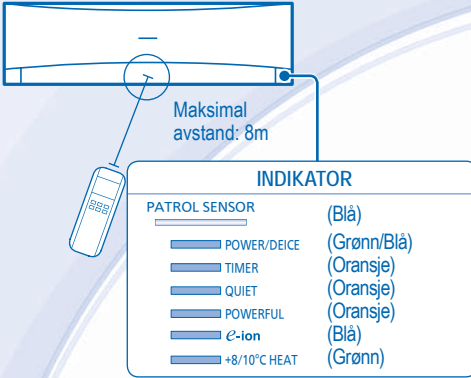 Maksimal
avstand: 8m
INDIKATOR
PATROL SENSOR (Blå)
POWER/DEICE (Grønn/Blå)
TIMER (Oransje)
QUIET (Oransje)
POWERFUL (Oransje)
e-ion (Blå)
+8/10°C HEAT (Grønn)